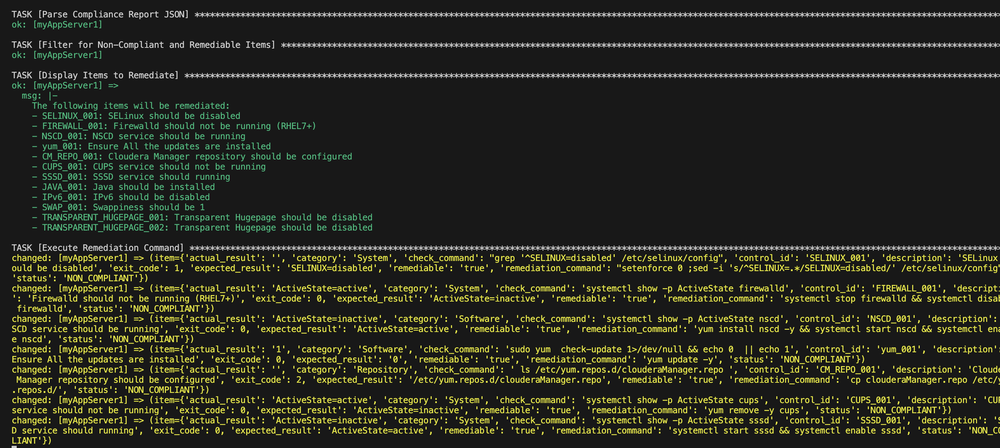 TASK [Parse Compliance Report JSON] ****************************************************************************************************************************************************************
ok: [myAppServer1]
TASK [Filter for Non-Compliant and Remediable Items] ***********************************************************************************************************************************************
ok: [myAppServer1]
TASK [Display Items to Remediate] ******************************************************************************************************************************************************************
ok: [myAppServer1] =>
msg: |-
The following items will be remediated:
- SELINUX_001: SELinux should be disabled
- FIREWALL_001: Firewalld should not be running (RHEL7+)
- NSCD_001: NSCD service should be running
- yum_001: Ensure All the updates are installed
- CM_REPO_001: Cloudera Manager repository should be configured
- CUPS_001: CUPS service should not be running
- SSSD_001: SSSD service should running
- JAVA_001: Java should be installed
- IPv6_001: IPv6 should be disabled
- SWAP_001: Swappiness should be 1
- TRANSPARENT_HUGEPAGE_001: Transparent Hugepage should be disabled
- TRANSPARENT_HUGEPAGE_002: Transparent Hugepage should be disabled
TASK [Execute Remediation Command] *****************************************************************************************************************************************************************
changed: [myAppServer1] => (item={'actual_result': '', 'category': 'System', 'check_command': "grep '^SELINUX=disabled' /etc/selinux/config", 'control_id': 'SELINUX_001', 'description': 'SELinux
ould be disabled', 'exit_code': 1, 'expected_result': 'SELINUX=disabled', 'remediable': 'true', 'remediation_command': "setenforce 0 ;sed -i 's/^SELINUX=.*/SELINUX=disabled/' /etc/selinux/config"
'status': 'NON_COMPLIANT'})
changed: [myAppServer1] => (item={'actual_result': 'ActiveState=active', 'category': 'System', 'check_command': 'systemctl show -p ActiveState firewalld', 'control_id': 'FIREWALL_001', 'descripti
': 'Firewalld should not be running (RHEL7+)', 'exit_code': 0, 'expected_result': 'ActiveState=inactive', 'remediable': 'true', 'remediation_command': 'systemctl stop firewalld && systemctl disab
firewalld', 'status': 'NON_COMPLIANT'})
changed: [myAppServer1] => (item={'actual_result': 'ActiveState=inactive', 'category': 'Software', 'check_command': 'systemctl show -p ActiveState nscd', 'control_id': 'NSCD_001', 'description':
SCD service should be running', 'exit_code': 0, 'expected_result': 'ActiveState=active', 'remediable': 'true', 'remediation_command': 'yum install nscd -y && systemctl start nscd && systemctl ena
e nscd', 'status': 'NON_COMPLIANT'})
changed: [myAppServer1] => (item={'actual_result': '1', 'category': 'Software', 'check_command': 'sudo yum  check-update 1>/dev/null && echo 0  || echo 1', 'control_id': 'yum_001', 'description':
Ensure All the updates are installed', 'exit_code': 0, 'expected_result': '0', 'remediable': 'true', 'remediation_command': 'yum update -y', 'status': 'NON_COMPLIANT'})
changed: [myAppServer1] => (item={'actual_result': '', 'category': 'Repository', 'check_command': ' ls /etc/yum.repos.d/clouderaManager.repo ', 'control_id': 'CM_REPO_001', 'description': 'Cloude
Manager repository should be configured', 'exit_code': 2, 'expected_result': '/etc/yum.repos.d/clouderaManager.repo', 'remediable': 'true', 'remediation_command': 'cp clouderaManager.repo /etc/y
.repos.d/', 'status': 'NON_COMPLIANT'})
changed: [myAppServer1] => (item={'actual_result': 'ActiveState=active', 'category': 'System', 'check_command': 'systemctl show -p ActiveState cups', 'control_id': 'CUPS_001', 'description': 'CUP
service should not be running', 'exit_code': 0, 'expected_result': 'ActiveState=inactive', 'remediable': 'true', 'remediation_command': 'yum remove -y cups', 'status': 'NON_COMPLIANT'})
changed: [myAppServer1] => (item={'actual_result': 'ActiveState=inactive', 'category': 'System', 'check_command': 'systemctl show -p ActiveState sssd', 'control_id': 'SSSD_001', 'description': 'S
D service should running', 'exit_code': 0, 'expected_result': 'ActiveState=active', 'remediable': 'true', 'remediation_command': 'systemctl start sssd && systemctl enable sssd', 'status': 'NON_CO
LIANT'})